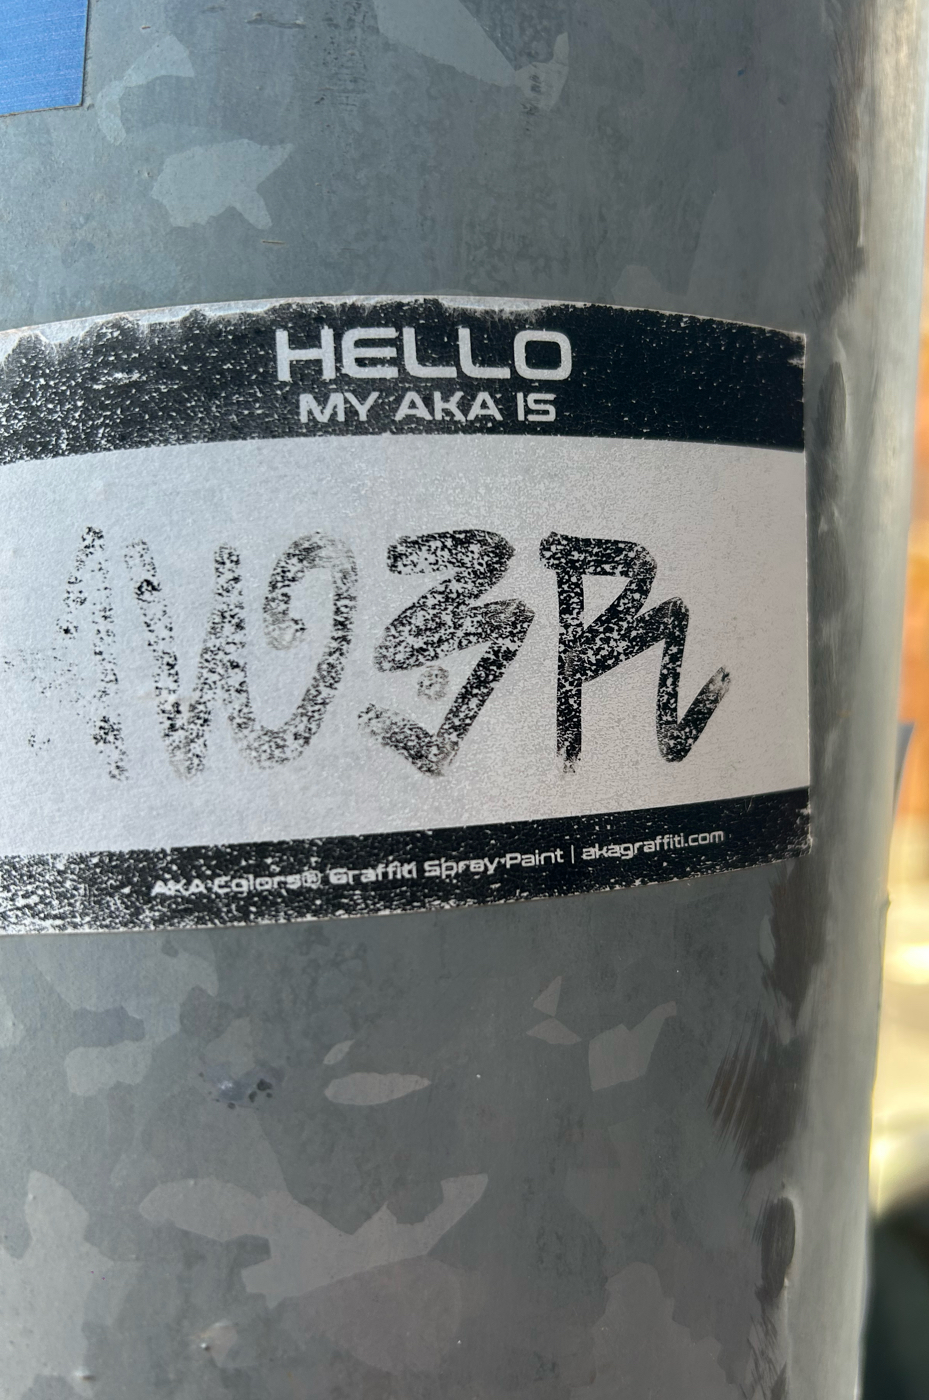 HELLO
MY AKA IS
AKA Colors® Graffiti Spray Paint | akagraffiti.com